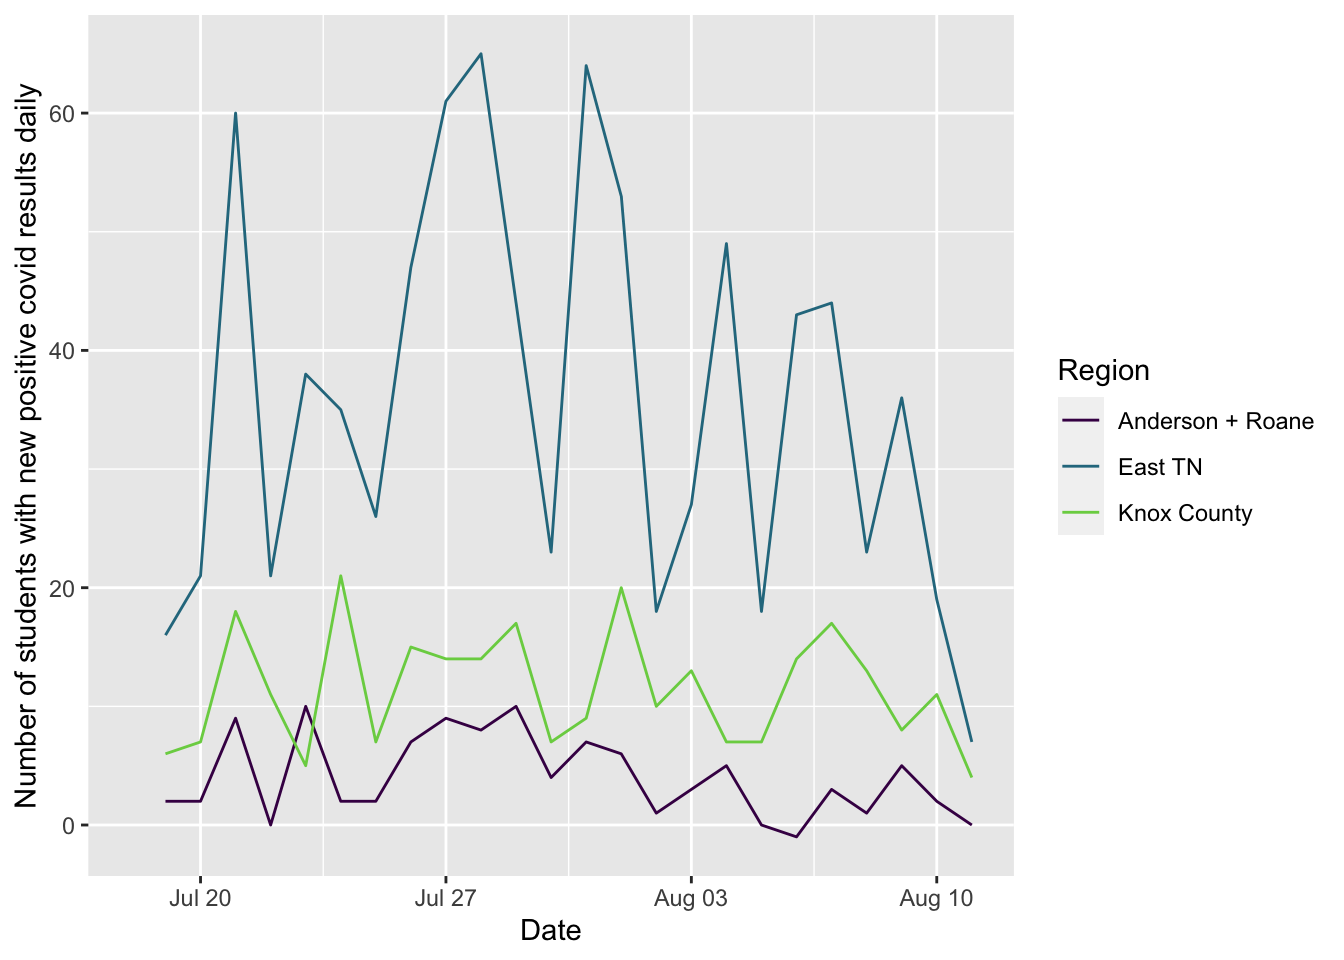 Number of students with new positive covid results daily
60
40
20
0
Jul 20
Jul 27
Aug 03
Aug 10
Date
Region
Anderson + Roane
East TN
Knox County